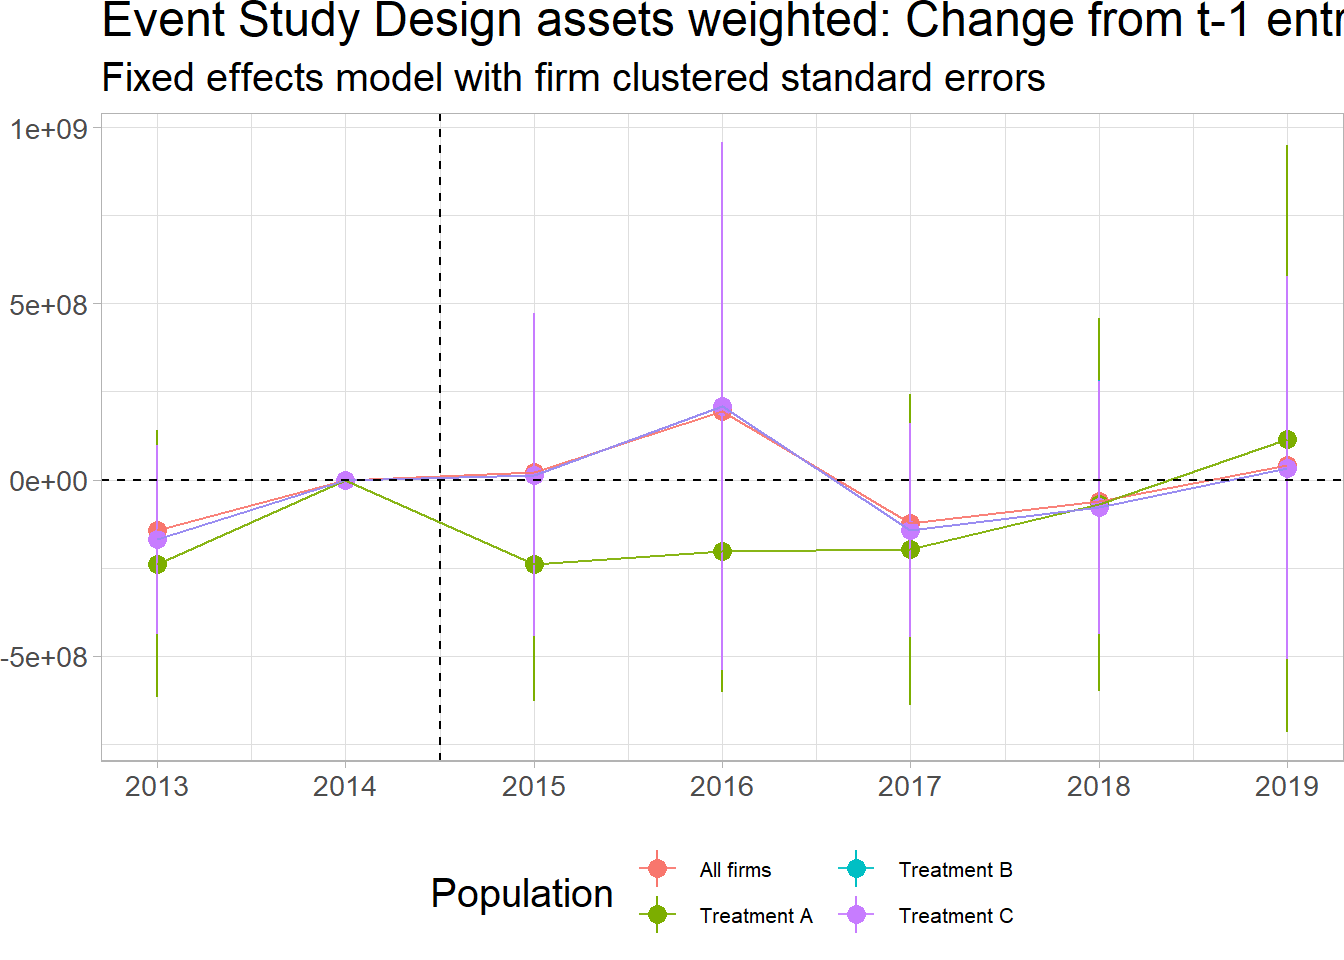 Event Study Design assets weighted: Change from t-1 entr
Fixed effects model with firm clustered standard errors
1e+09
5e+08
0e+00
-5e+08
2013 2014 2015 2016 2017 2018 2019
Population
All firms
Treatment A
Treatment B
Treatment C